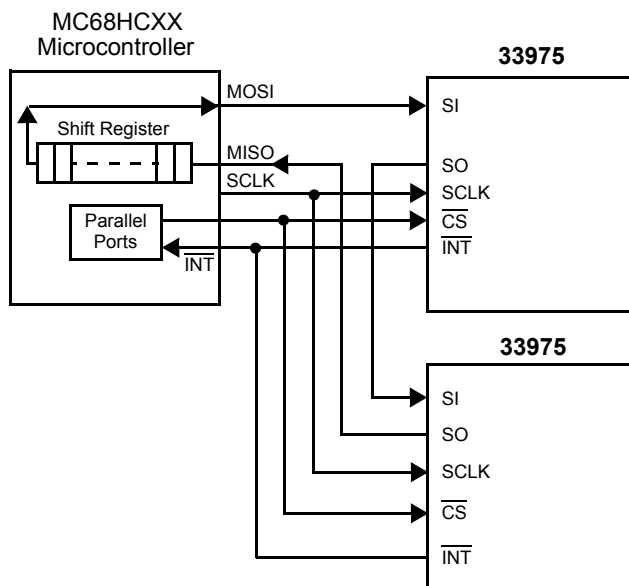 MC68HCXX
Microcontroller
33975
MOSI
SI
Shift Register
MISO
SO
SCLK
SCLK
Parallel
Ports
CS
INT
INT
33975
SI
SO
SCLK
CS
INT